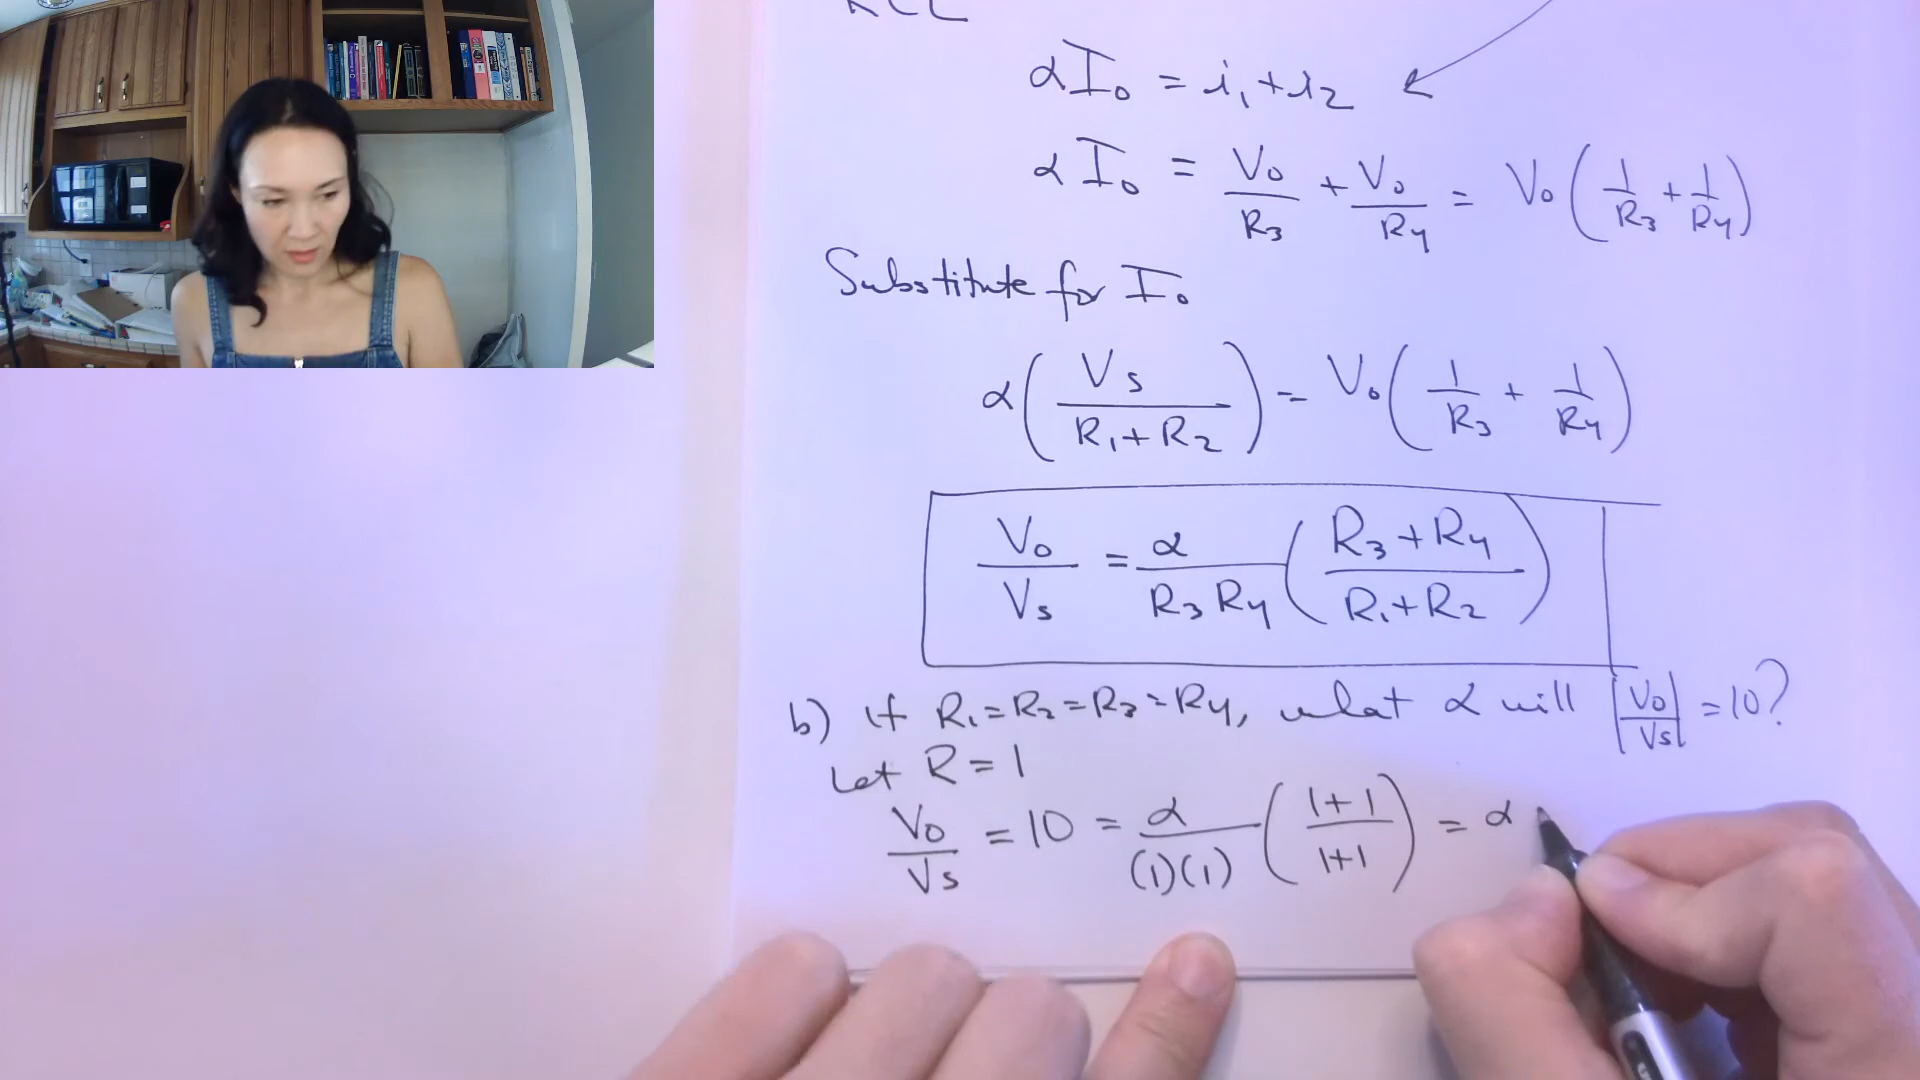 KCL
αI₀ = i₁+i₂
αI₀ = V₀/R₃ + V₀/R₄ = V₀(1/R₃ + 1/R₄)
Substitute for I₀
α(Vs/(R₁+R₂)) = V₀(1/R₃ + 1/R₄)
V₀/Vs = α/(R₃R₄) ((R₃+R₄)/(R₁+R₂))
b) If R₁=R₂=R₃=R₄, what α will |V₀/Vs| = 10?
Let R = 1
V₀/Vs = 10 = α/((1)(1)) ((1+1)/(1+1)) = α